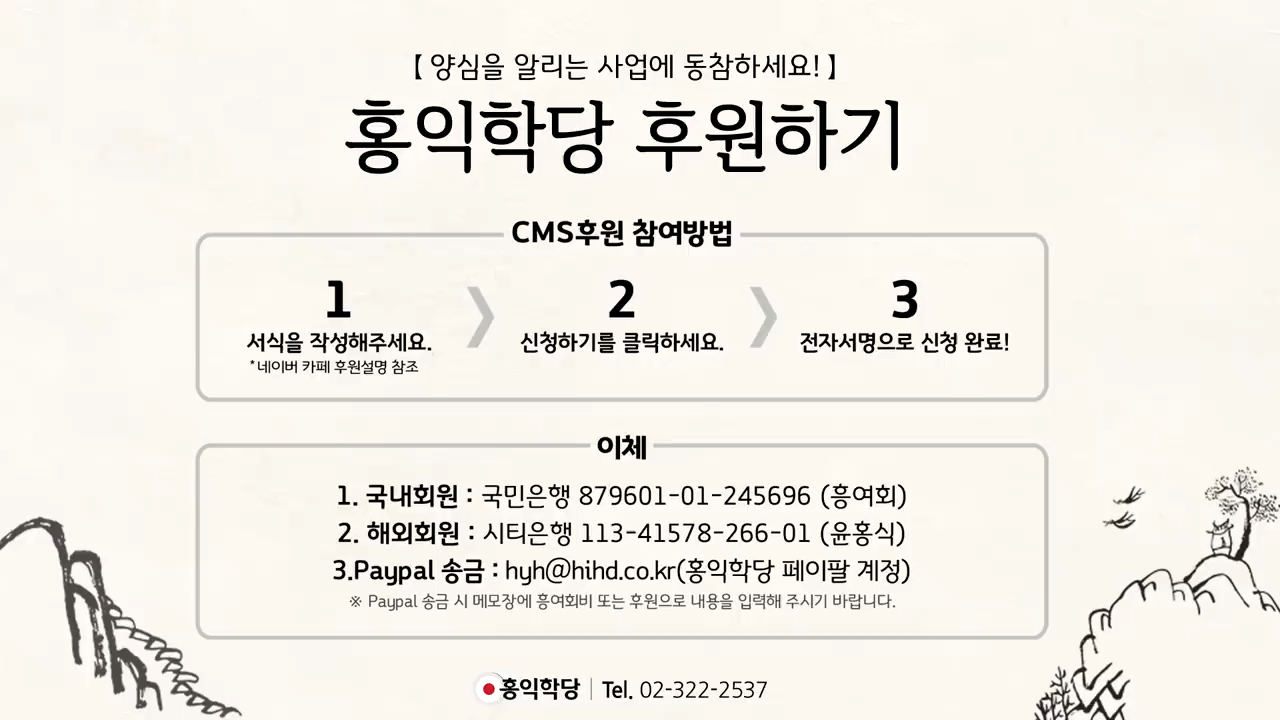 【 양심을 알리는 사업에 동참하세요! 】
홍익학당 후원하기
CMS후원 참여방법
1
서식을 작성해주세요.
*네이버 카페 후원설명 참조
2
신청하기를 클릭하세요.
3
전자서명으로 신청 완료!
이체
1. 국내회원 : 국민은행 879601-01-245696 (흥여회)
2. 해외회원 : 시티은행 113-41578-266-01 (윤홍식)
3.Paypal 송금 : hyh@hihd.co.kr(홍익학당 페이팔 계정)
※ Paypal 송금 시 메모장에 흥여회비 또는 후원으로 내용을 입력해 주시기 바랍니다.
홍익학당 | Tel. 02-322-2537